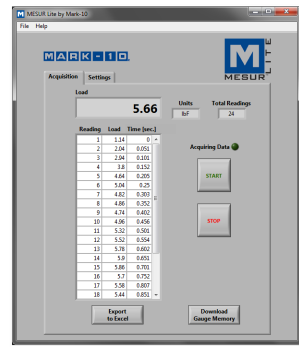 MESUR Lite by Mark-10
File Help
MARK-10
M
LITE
MESUR
Acquisition Settings
Load
5.66
Units
lbF
Total Readings
24
Reading Load Time [sec.]
1 1.14 0
2 2.04 0.051
3 2.94 0.101
4 3.8 0.152
5 4.64 0.205
6 5.04 0.25
7 4.82 0.303
8 4.86 0.352
9 4.74 0.402
10 4.96 0.456
11 5.32 0.501
12 5.52 0.554
13 5.78 0.602
14 5.9 0.651
15 5.86 0.701
16 5.7 0.752
17 5.58 0.807
18 5.44 0.851
Acquiring Data
START
STOP
Export
to Excel
Download
Gauge Memory